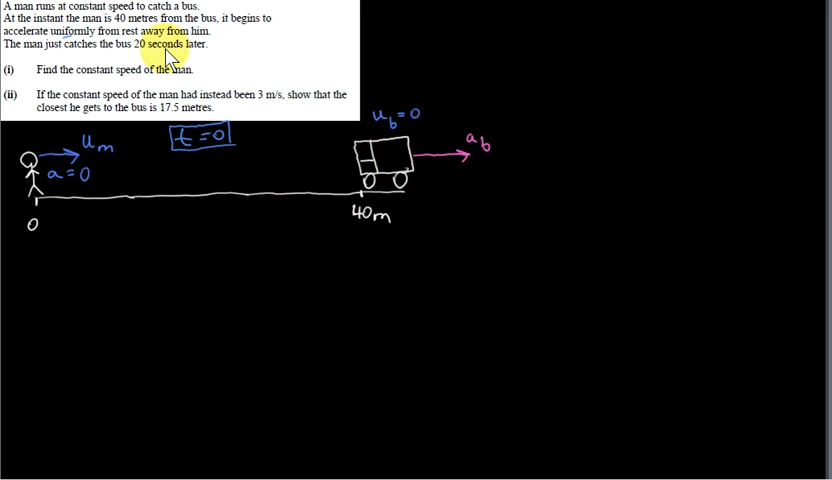 A man runs at constant speed to catch a bus.
At the instant the man is 40 metres from the bus, it begins to
accelerate uniformly from rest away from him.
The man just catches the bus 20 seconds later.
(i) Find the constant speed of the man.
(ii) If the constant speed of the man had instead been 3 m/s, show that the
closest he gets to the bus is 17.5 metres.
u_b = 0
t = 0
u_m
a_b
a = 0
40m
0